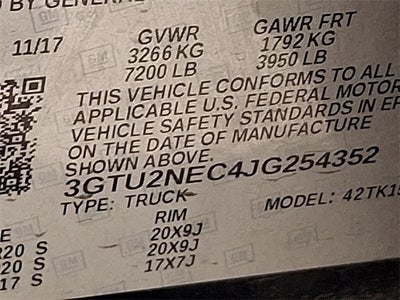 D BY GENERAL
11/17 GVWR GAWR FRT
3266 KG 1792 KG
7200 LB 3950 LB
THIS VEHICLE CONFORMS TO ALL
APPLICABLE U.S. FEDERAL MOTOR
VEHICLE SAFETY STANDARDS IN EF
ON THE DATE OF MANUFACTURE
SHOWN ABOVE.
3GTU2NEC4JG254352
TYPE: TRUCK MODEL: 42TK15
RIM
E 20X9J
R20 S 20X9J
20 S 17X7J
17 S